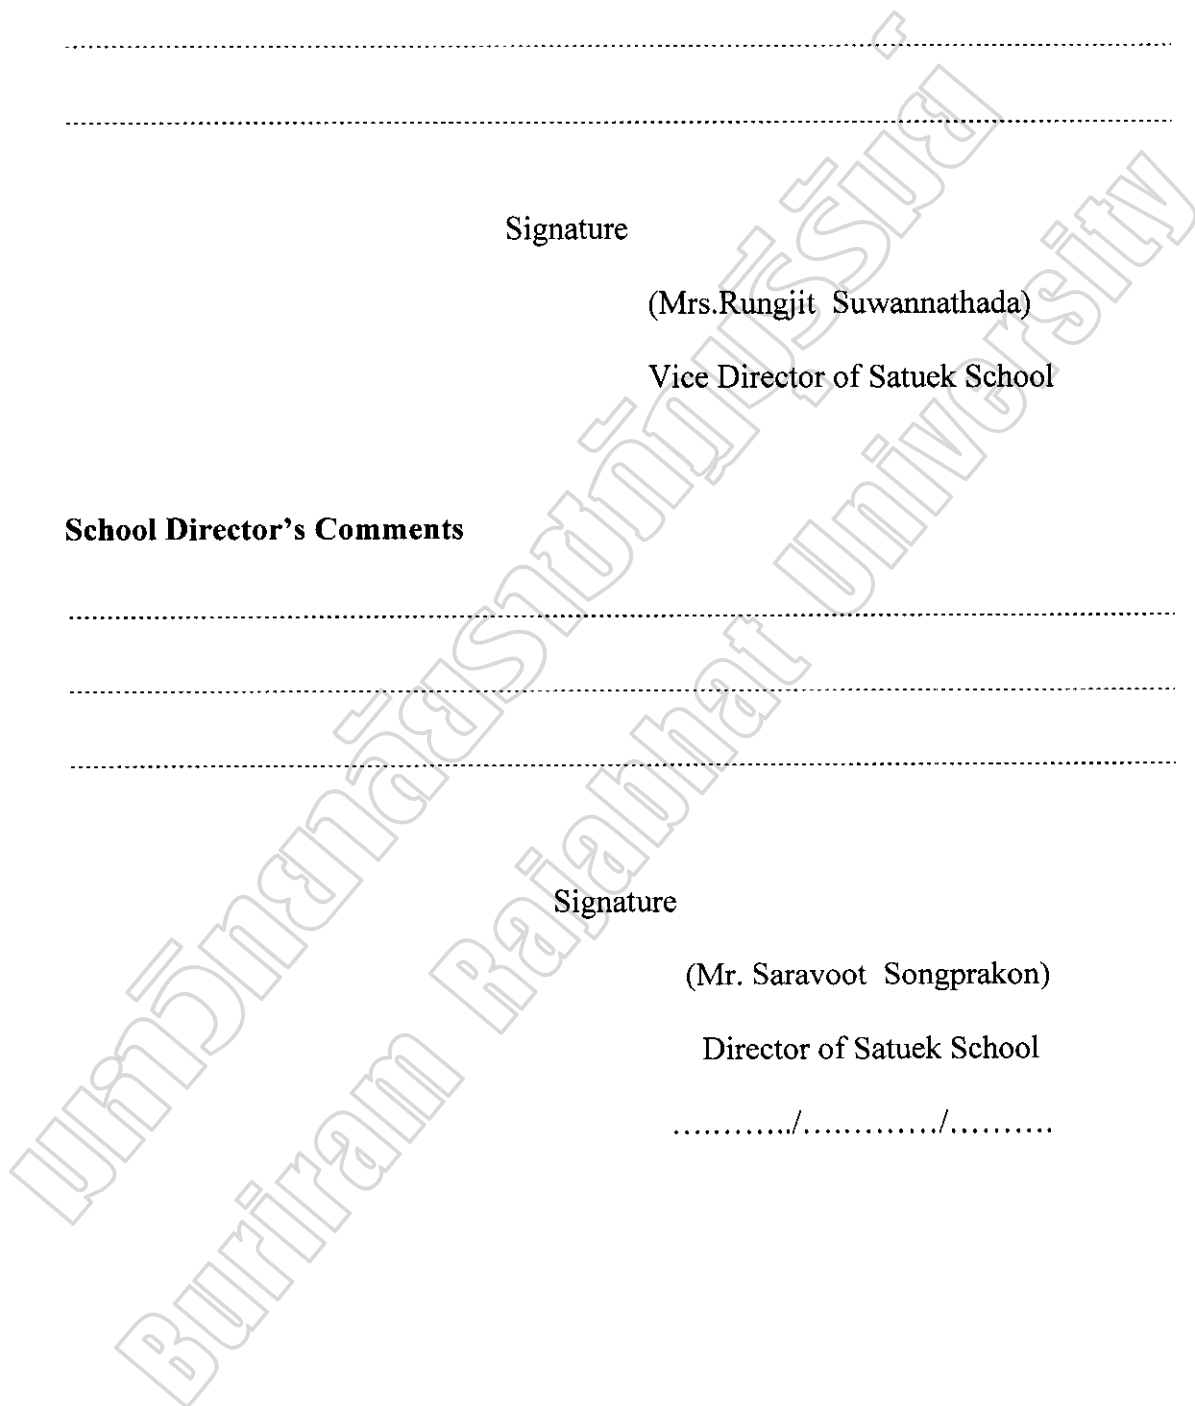 ........................................................................
........................................................................
Signature
(Mrs.Rungjit Suwannathada)
Vice Director of Satuek School
School Director's Comments
........................................................................
........................................................................
........................................................................
Signature
(Mr. Saravoot Songprakon)
Director of Satuek School
............/............./..........
มหาวิทยาลัยราชภัฏบุรีรัมย์
Buriram Rajabhat University